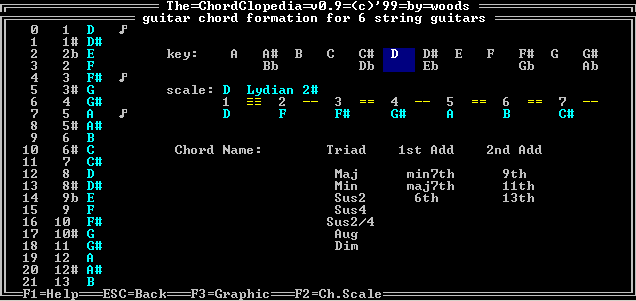 The=ChordClopedia=v0.9=(c)'99=by=woods
guitar chord formation for 6 string guitars
0 1 D ♪
1 1# D#
2 2b E key: A A# B C C# D D# E F F# G G#
3 2 F Bb Db Eb Gb Ab
4 3 F# ♪
5 3# G scale: D Lydian 2#
6 4 G# 1 ≡≡ 2 -- 3 == 4 -- 5 == 6 == 7 --
7 5 A ♪ D F F# G# A B C#
8 5# A#
9 6 B
10 6# C Chord Name: Triad 1st Add 2nd Add
11 7 C#
12 8 D Maj min7th 9th
13 8# D# Min maj7th 11th
14 9b E Sus2 6th 13th
15 9 F Sus4
16 10 F# Sus2/4
17 10# G Aug
18 11 G# Dim
19 12 A
20 12# A#
21 13 B
F1=Help ESC=Back F3=Graphic F2=Ch.Scale